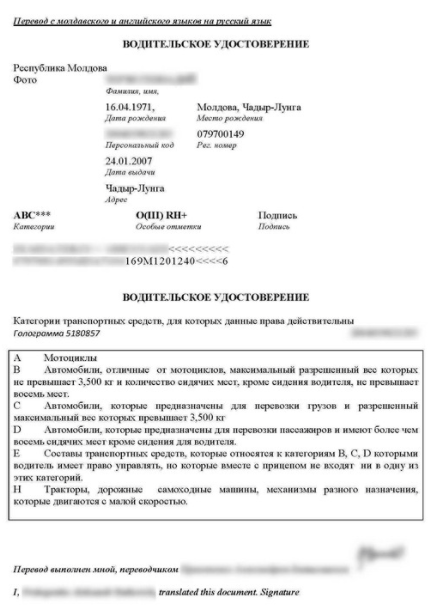 Перевод с молдавского и английского языков на русский язык
ВОДИТЕЛЬСКОЕ УДОСТОВЕРЕНИЕ
Республика Молдова
Фото
Фамилия, имя,
16.04.1971, Молдова, Чадыр-Лунга
Дата рождения Место рождения
079700149
Персональный код Рег. номер
24.01.2007
Дата выдачи
Чадыр-Лунга
Адрес
ABC*** O(III) RH+ Подпись
Категории Особые отметки Подпись
<<<<<<<<<
169M1201240<<<<6
ВОДИТЕЛЬСКОЕ УДОСТОВЕРЕНИЕ
Категории транспортных средств, для которых данные права действительны
Голограмма 5180857
A Мотоциклы
B Автомобили, отличные от мотоциклов, максимальный разрешенный вес которых
не превышает 3,500 кг и количество сидячих мест, кроме сидения водителя, не превышает
восемь мест.
C Автомобили, которые предназначены для перевозки грузов и разрешенный
максимальный вес которых превышает 3,500 кг
D Автомобили, которые предназначены для перевозки пассажиров и имеют более чем
восемь сидячих мест кроме сидения для водителя.
E Составы транспортных средств, которые относятся к категориям B, C, D которыми
водитель имеет право управлять, но которые вместе с прицепом не входят ни в одну из
этих категорий.
H Тракторы, дорожные самоходные машины, механизмы разного назначения,
которые двигаются с малой скоростью.
Перевод выполнен мной, переводчиком
I, translated this document. Signature